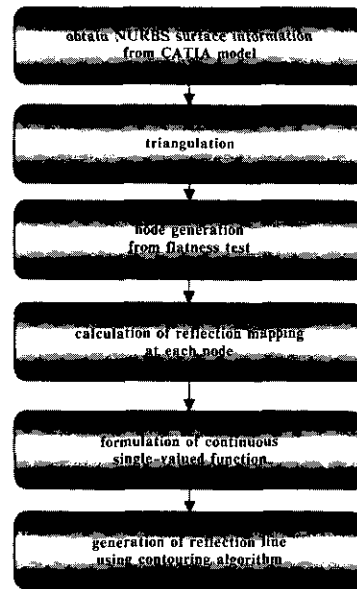 obtain NURBS surface information
from CATIA model
triangulation
node generation
from flatness test
calculation of reflection mapping
at each node
formulation of continuous
single-valued function
generation of reflection line
using contouring algorithm